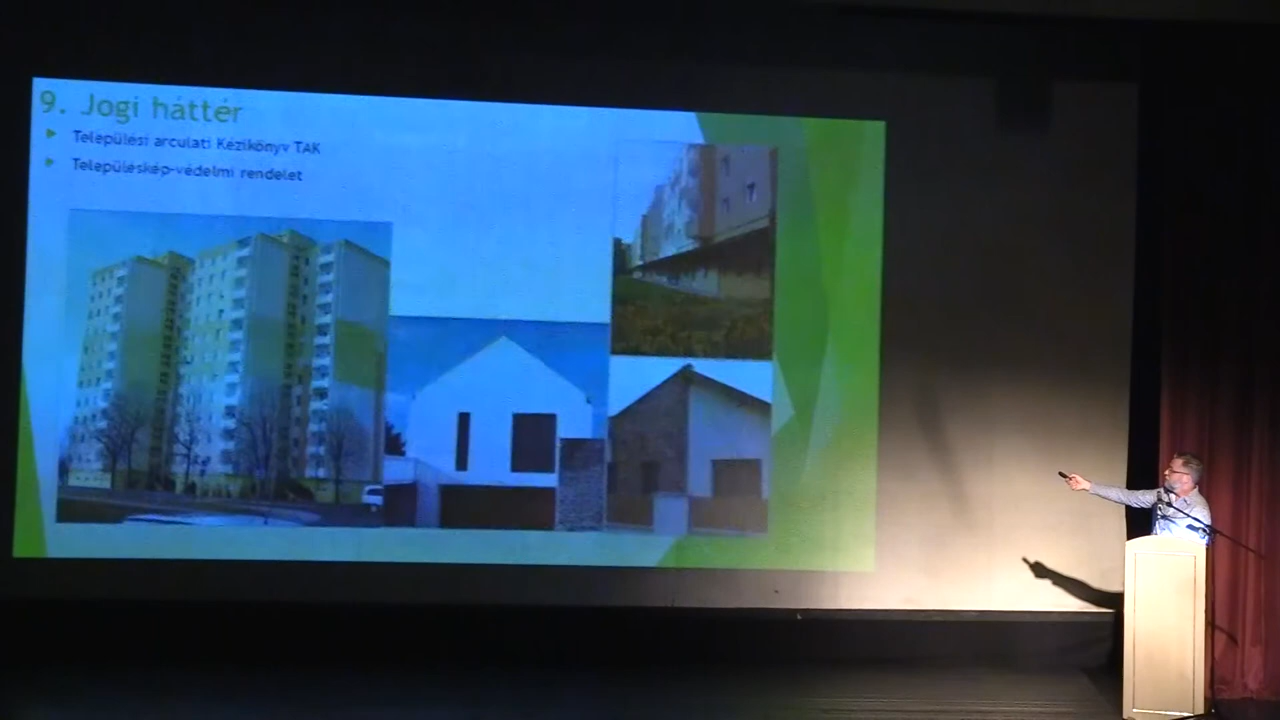 9. Jogi háttér
Települési arculati Kézikönyv TAK
Településkép-védelmi rendelet